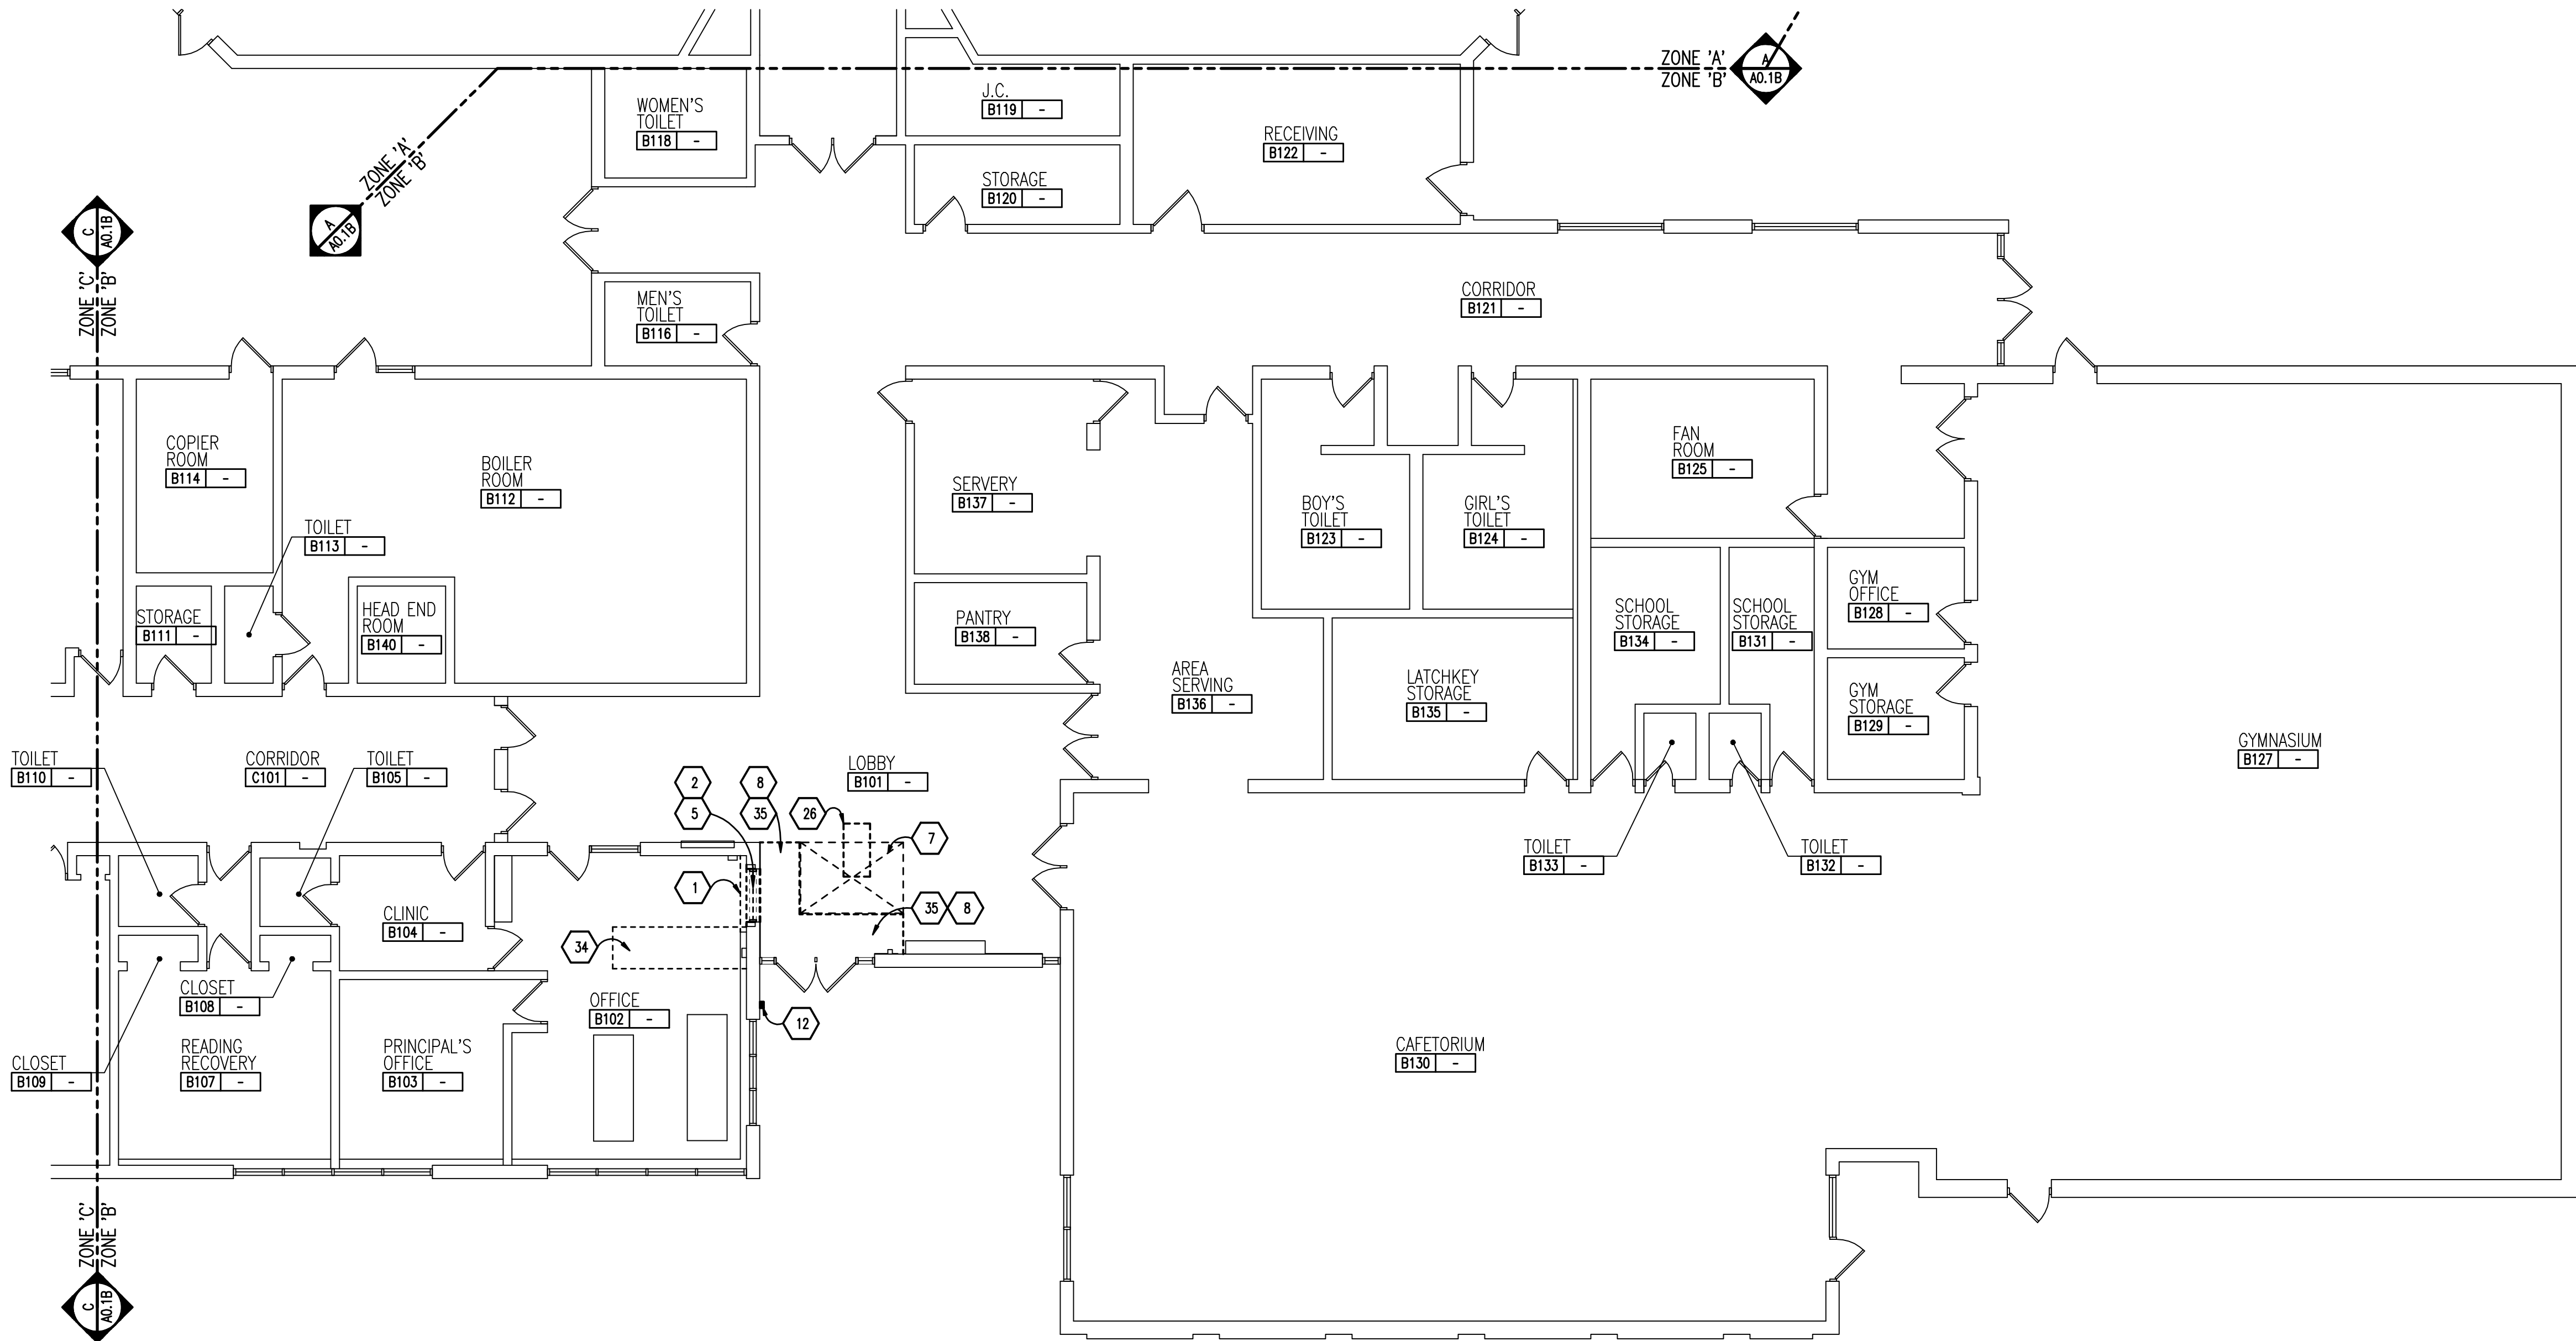 ZONE 'A'
ZONE 'B'
A
A0.1B
WOMEN'S
TOILET
B118 -
J.C.
B119 -
RECEIVING
B122 -
STORAGE
B120 -
ZONE 'A'
ZONE 'B'
A
A0.1B
C
A0.1B
ZONE 'C'
ZONE 'B'
MEN'S
TOILET
B116 -
CORRIDOR
B121 -
COPIER
ROOM
B114 -
BOILER
ROOM
B112 -
TOILET
B113 -
SERVERY
B137 -
BOY'S
TOILET
B123 -
GIRL'S
TOILET
B124 -
FAN
ROOM
B125 -
STORAGE
B111 -
HEAD END
ROOM
B140 -
PANTRY
B138 -
AREA
SERVING
B136 -
LATCHKEY
STORAGE
B135 -
SCHOOL
STORAGE
B134 -
SCHOOL
STORAGE
B131 -
GYM
OFFICE
B128 -
GYM
STORAGE
B129 -
GYMNASIUM
B127 -
TOILET
B110 -
CORRIDOR
C101 -
TOILET
B105 -
LOBBY
B101 -
2
5
8
35
26
7
1
35
8
34
12
TOILET
B133 -
TOILET
B132 -
CLINIC
B104 -
CLOSET
B108 -
OFFICE
B102 -
CLOSET
B109 -
READING
RECOVERY
B107 -
PRINCIPAL'S
OFFICE
B103 -
CAFETORIUM
B130 -
ZONE 'C'
ZONE 'B'
C
A0.1B